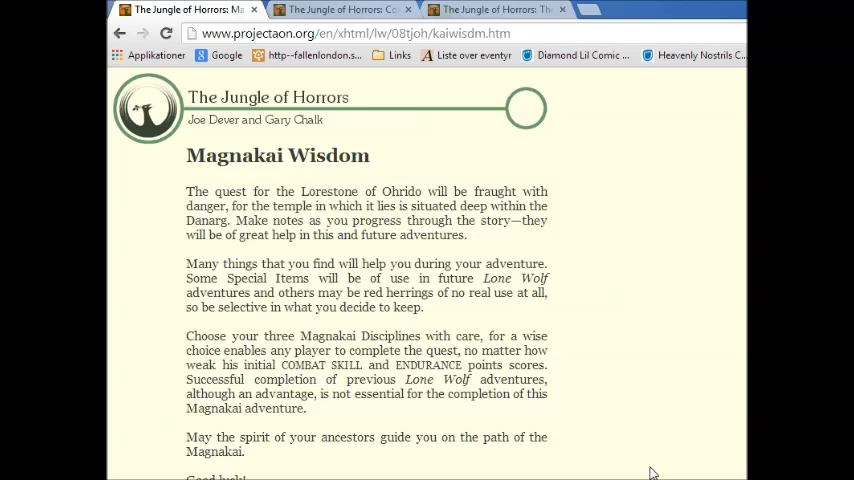 The Jungle of Horrors: Ma
The Jungle of Horrors: Co
The Jungle of Horrors: The
www.projectaon.org/en/xhtml/lw/08tjoh/kaiwisdm.htm
Applikationer
Google
http--fallenlondon.s...
Links
Liste over eventyr
Diamond Lil Comic ...
Heavenly Nostrils C
The Jungle of Horrors
Joe Dever and Gary Chalk
Magnakai Wisdom
The quest for the Lorestone of Ohrido will be fraught with
danger, for the temple in which it lies is situated deep within the
Danarg. Make notes as you progress through the story—they
will be of great help in this and future adventures.
Many things that you find will help you during your adventure.
Some Special Items will be of use in future Lone Wolf
adventures and others may be red herrings of no real use at all,
so be selective in what you decide to keep.
Choose your three Magnakai Disciplines with care, for a wise
choice enables any player to complete the quest, no matter how
weak his initial COMBAT SKILL and ENDURANCE points scores.
Successful completion of previous Lone Wolf adventures,
although an advantage, is not essential for the completion of this
Magnakai adventure.
May the spirit of your ancestors guide you on the path of the
Magnakai.
Good luck!